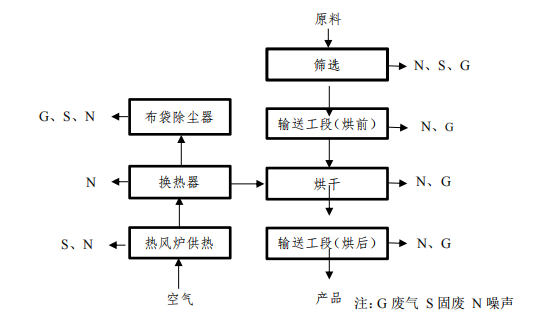 原料
筛选
N、S、G
G、S、N
布袋除尘器
输送工段(烘前)
N、G
N
换热器
烘干
N、G
S、N
热风炉供热
输送工段(烘后)
N、G
空气
产品
注:G 废气 S 固废 N 噪声